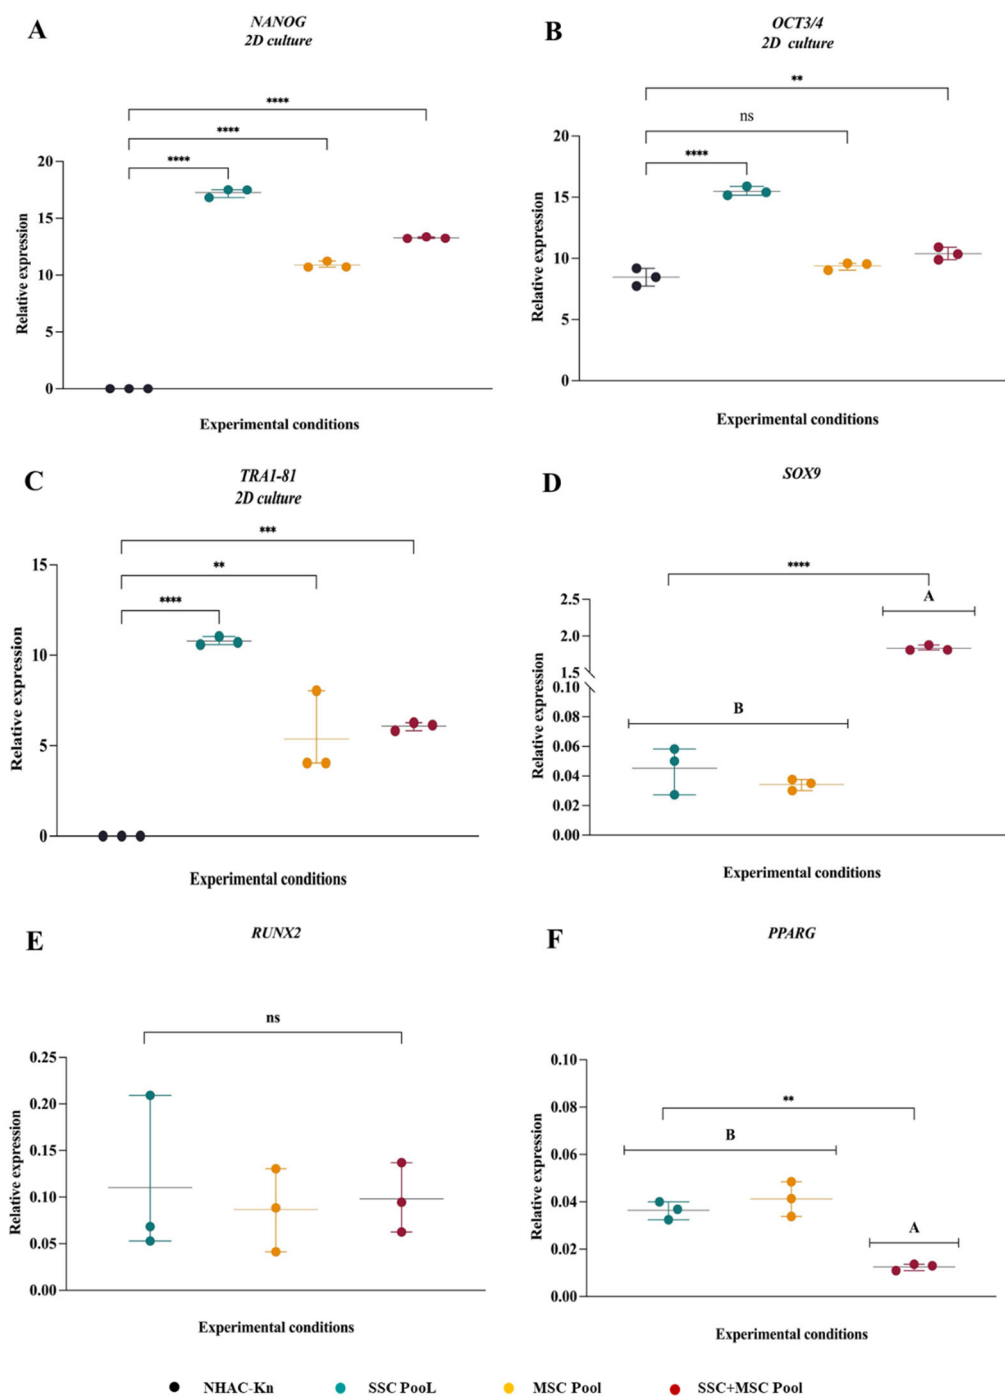 A
NANOG
2D culture
****
****
****
20
15
10
5
0
Relative expression
Experimental conditions
B
OCT3/4
2D culture
**
ns
****
20
15
10
5
0
Relative expression
Experimental conditions
C
TRA1-81
2D culture
***
**
****
15
10
5
0
Relative expression
Experimental conditions
D
SOX9
****
A
2.5
2.0
1.5
0.10
B
0.08
0.06
0.04
0.02
0.00
Relative expression
Experimental conditions
E
RUNX2
ns
0.25
0.20
0.15
0.10
0.05
0.00
Relative expression
Experimental conditions
F
PPARG
0.10
**
0.08
B
0.06
0.04
A
0.02
0.00
Relative expression
Experimental conditions
NHAC-Kn SSC PooL MSC Pool SSC+MSC Pool